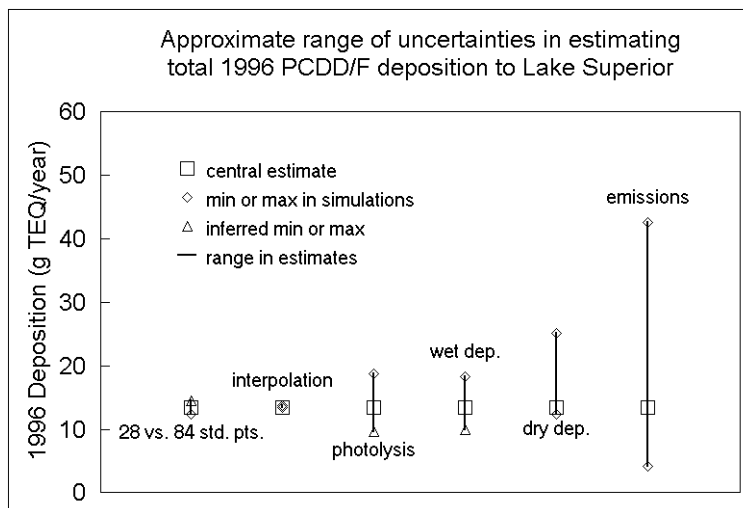 Approximate range of uncertainties in estimating
total 1996 PCDD/F deposition to Lake Superior
1996 Deposition (g TEQ/year)
60
50
40
30
20
10
0
central estimate
min or max in simulations
inferred min or max
range in estimates
28 vs. 84 std. pts.
interpolation
photolysis
wet dep.
dry dep.
emissions